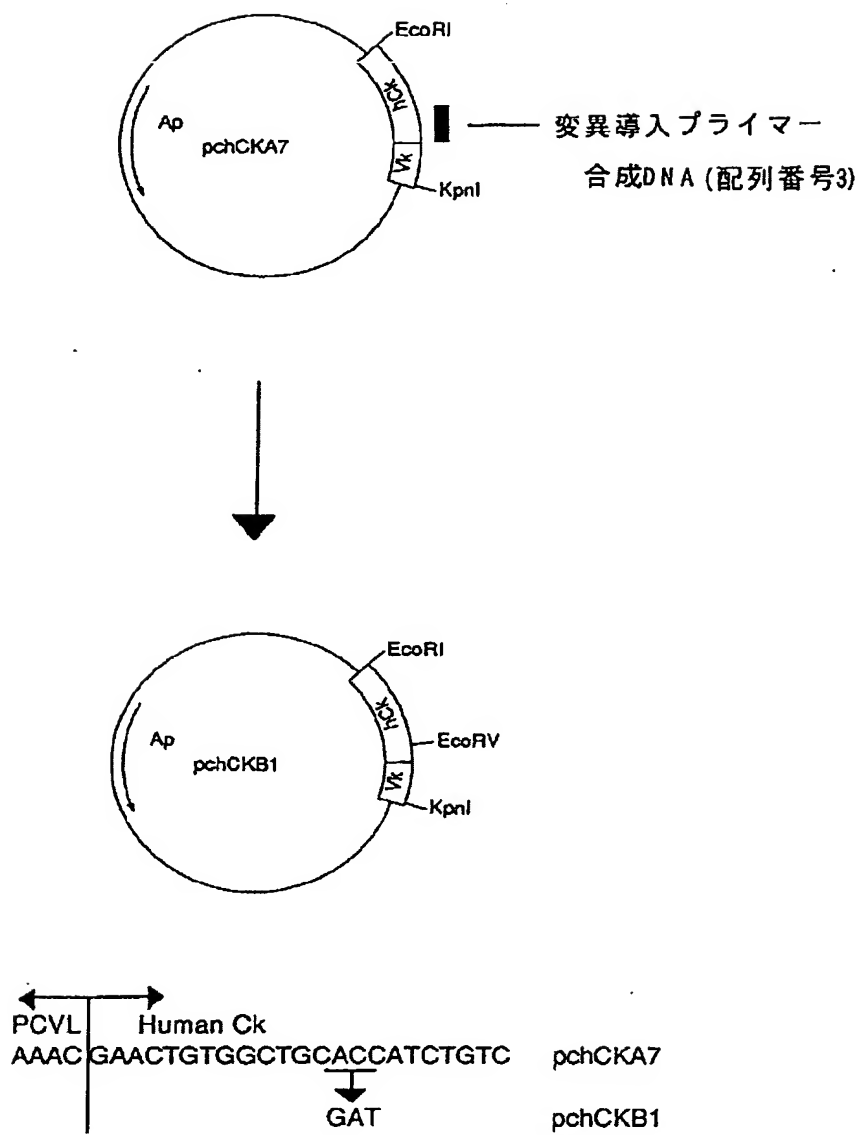 EcoRI
hCk
Ap
pchCKA7
Vk
KpnI
変異導入プライマー
合成DNA (配列番号3)
EcoRI
hCk
Ap
pchCKB1
EcoRV
Vk
KpnI
PCVL Human Ck
AAAC GAACTGTGGCTGCACCATCTGTC pchCKA7
GAT pchCKB1